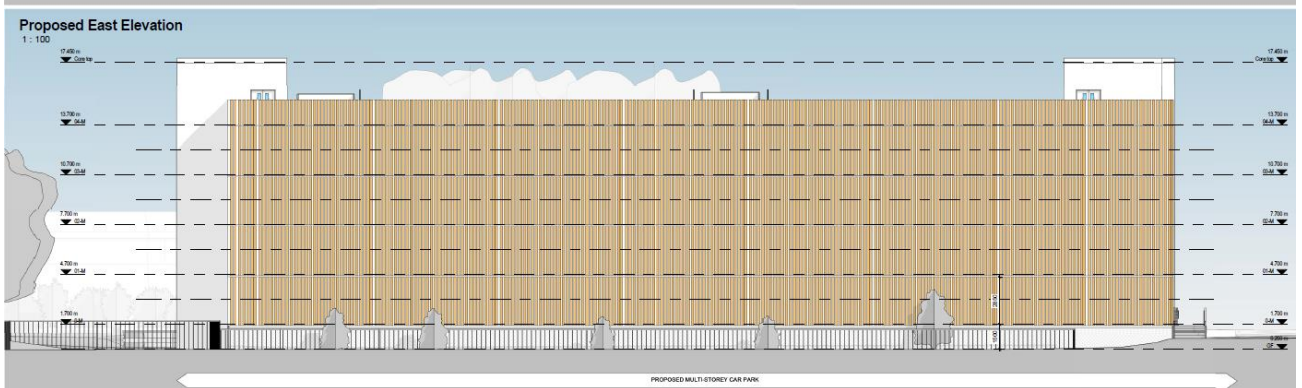 Proposed East Elevation
1 : 100
17.450 m
Core top
17.450 m
Core top
13.700 m
04-M
13.700 m
04-M
10.700 m
03-M
10.700 m
03-M
7.700 m
02-M
7.700 m
02-M
4.700 m
01-M
4.700 m
01-M
1.700 m
1.700 m
GF
PROPOSED MULTI-STOREY CAR PARK